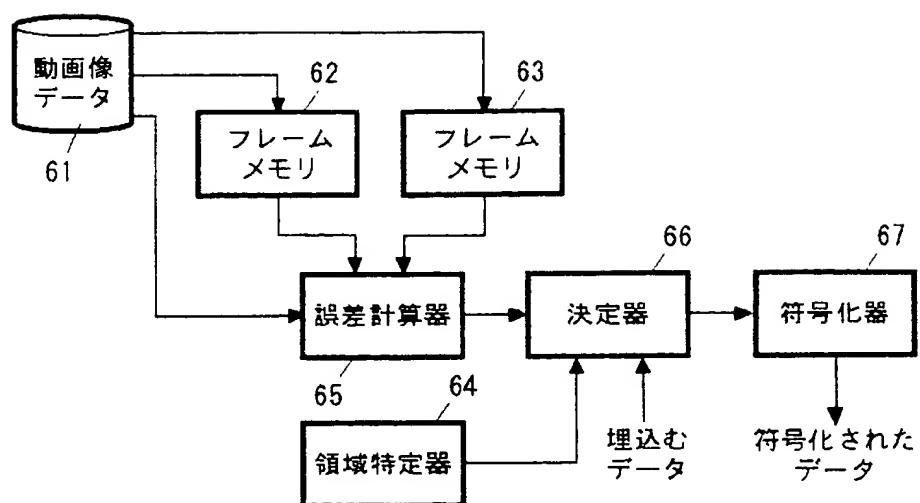 動画像
データ
61
62
フレーム
メモリ
63
フレーム
メモリ
誤差計算器
65
66
決定器
67
符号化器
64
領域特定器
埋込む
データ
符号化された
データ